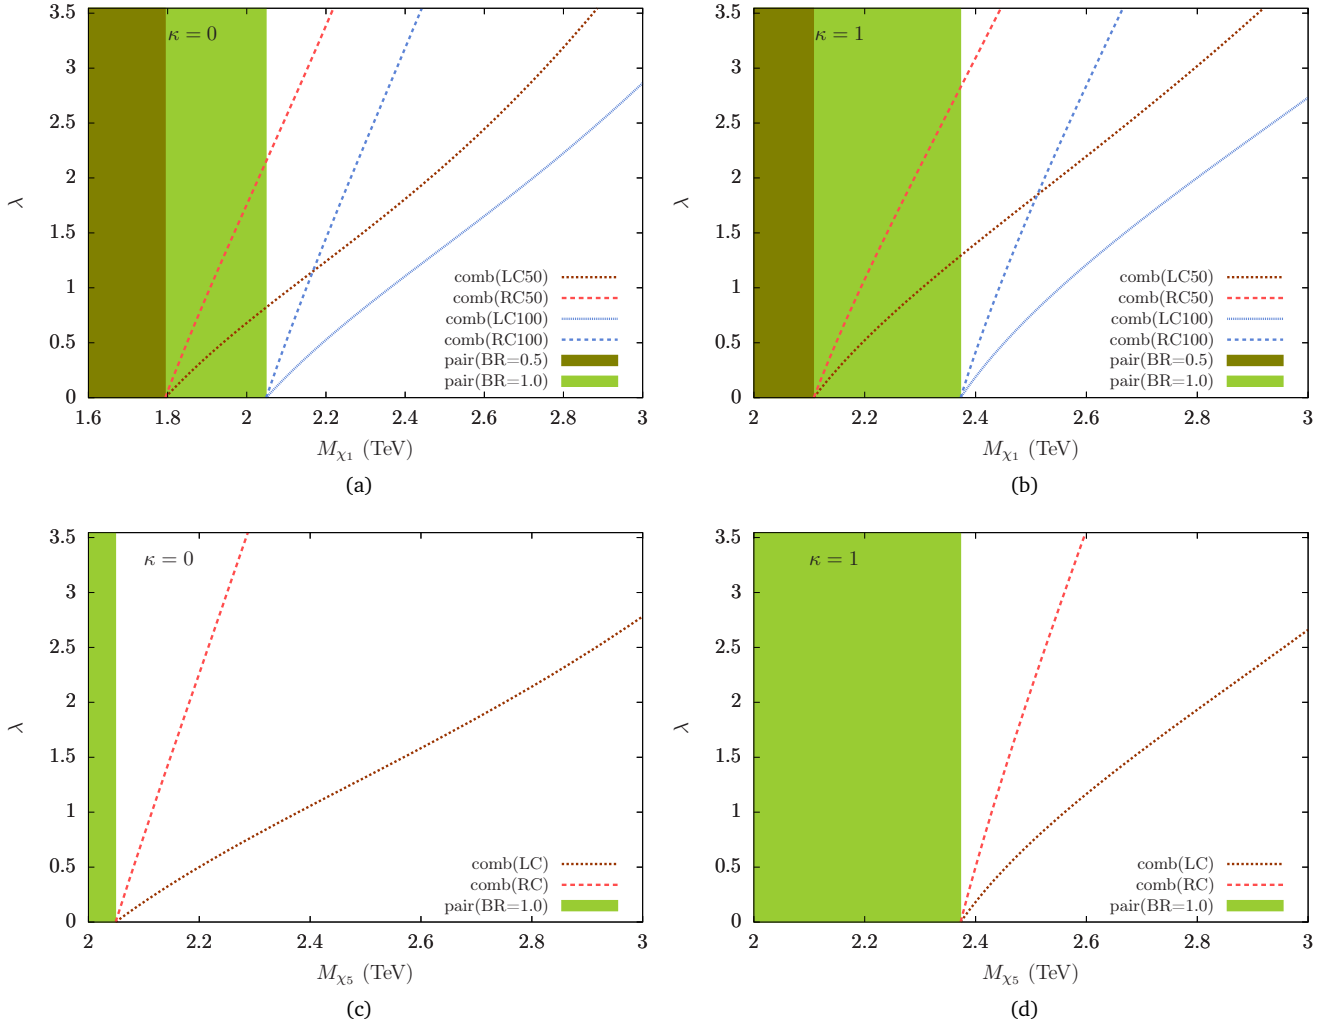 κ = 0
3.5
3
2.5
2
1.5
1
0.5
0
λ
comb(LC50)
comb(RC50)
comb(LC100)
comb(RC100)
pair(BR=0.5)
pair(BR=1.0)
1.6 1.8 2 2.2 2.4 2.6 2.8 3
M_χ₁ (TeV)
(a)
κ = 1
3.5
3
2.5
2
1.5
1
0.5
0
λ
comb(LC50)
comb(RC50)
comb(LC100)
comb(RC100)
pair(BR=0.5)
pair(BR=1.0)
2 2.2 2.4 2.6 2.8 3
M_χ₁ (TeV)
(b)
κ = 0
3.5
3
2.5
2
1.5
1
0.5
0
λ
comb(LC)
comb(RC)
pair(BR=1.0)
2 2.2 2.4 2.6 2.8 3
M_χ₅ (TeV)
(c)
κ = 1
3.5
3
2.5
2
1.5
1
0.5
0
λ
comb(LC)
comb(RC)
pair(BR=1.0)
2 2.2 2.4 2.6 2.8 3
M_χ₅ (TeV)
(d)